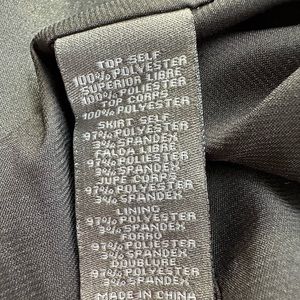 TOP SELF
100% POLYESTER
SUPERIOR LIBRE
100% POLIESTER
TOP CORPS
100% POLYESTER
SKIRT SELF
97% POLYESTER
3% SPANDEX
FALDA LIBRE
97% POLIESTER
3% SPANDEX
JUPE CORPS
97% POLYESTER
3% SPANDEX
LINING
97% POLYESTER
3% SPANDEX
FORRO
97% POLIESTER
3% SPANDEX
DOUBLURE
97% POLYESTER
3% SPANDEX
MADE IN CHINA